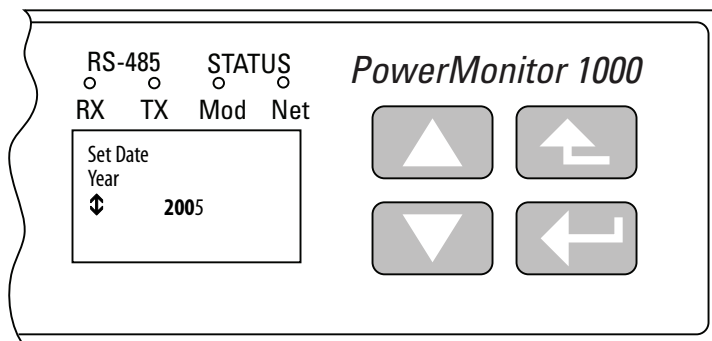 RS-485 STATUS
RX TX Mod Net
PowerMonitor 1000
Set Date
Year
2005